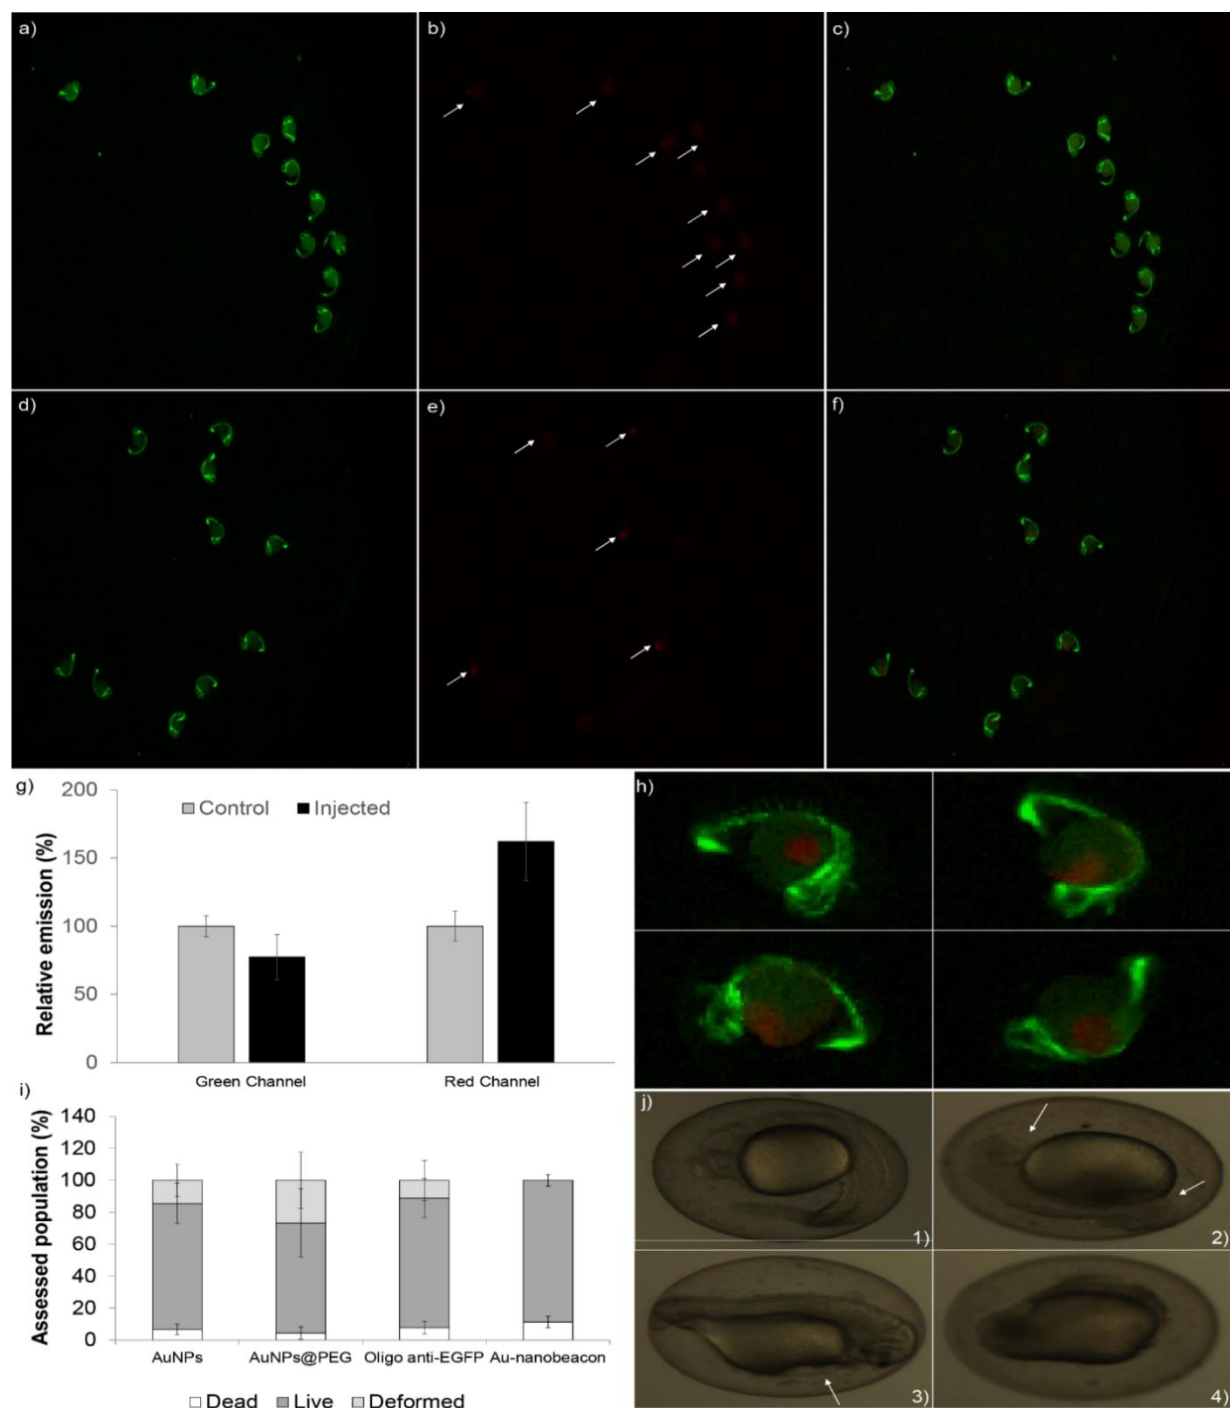 a)
b)
c)
d)
e)
f)
g)
200
150
100
50
0
Relative emission (%)
Control
Injected
Green Channel
Red Channel
h)
i)
140
120
100
80
60
40
20
0
Assessed population (%)
AuNPs
AuNPs@PEG
Oligo anti-EGFP
Au-nanobeacon
Dead
Live
Deformed
j)
1)
2)
3)
4)